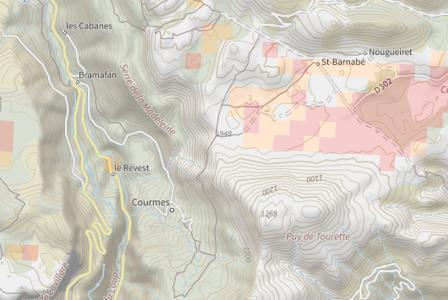 les Cabanes
Nougueiret
St-Barnabé
Bramafan
D302
Serre de la Madeleine
948
le Revest
1100
1200
Courmes
1268
Puy de Tourette
1000
Loup